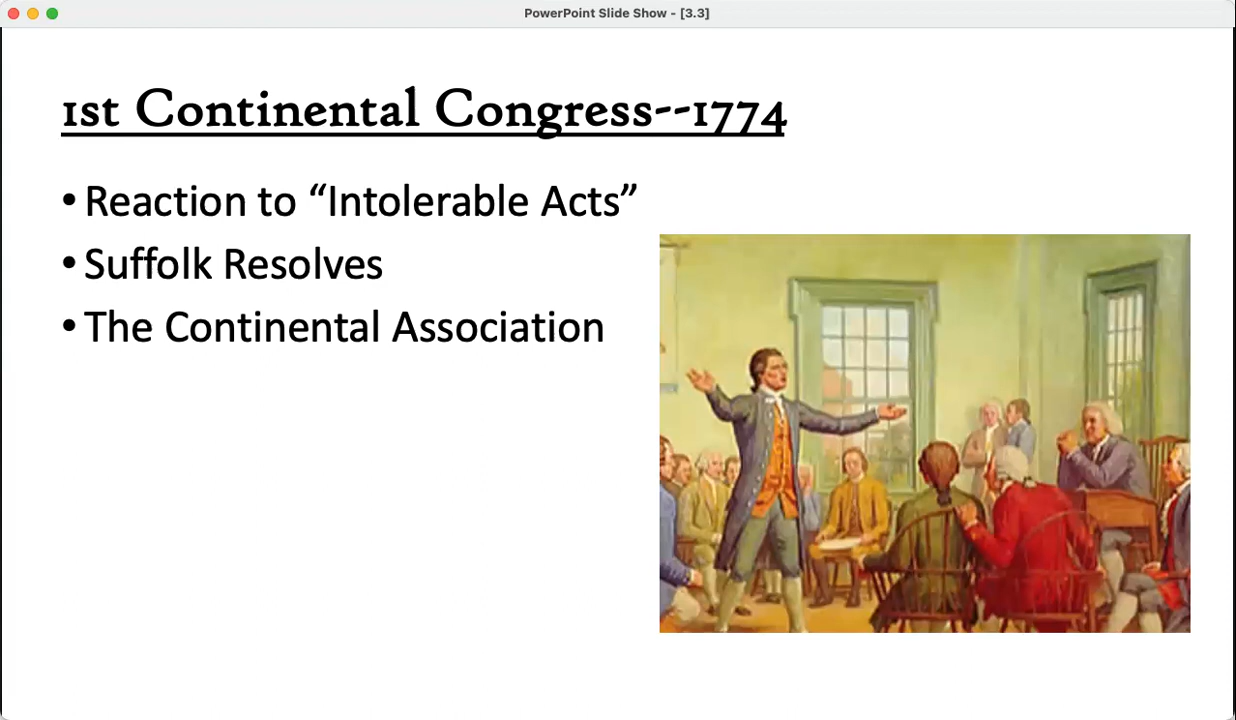 PowerPoint Slide Show - [3.3]
1st Continental Congress--1774
• Reaction to “Intolerable Acts”
• Suffolk Resolves
• The Continental Association